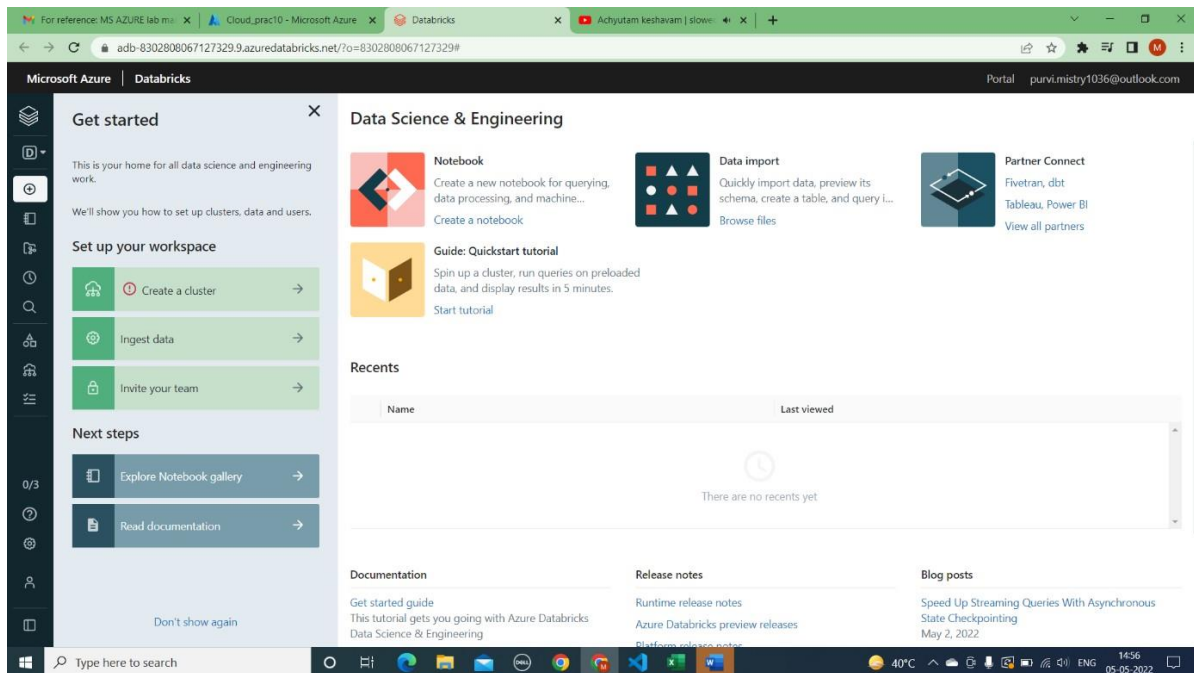 For reference: MS AZURE lab ma
Cloud_prac10 - Microsoft Azure
Databricks
Achyutam keshavam | slowe
adb-8302808067127329.9.azuredatabricks.net/?o=8302808067127329#
M
Microsoft Azure | Databricks
Portal
purvi.mistry1036@outlook.com
D
0/3
Get started
This is your home for all data science and engineering
work.
We'll show you how to set up clusters, data and users.
Set up your workspace
Create a cluster
Ingest data
Invite your team
Next steps
Explore Notebook gallery
Read documentation
Don't show again
Data Science & Engineering
Notebook
Create a new notebook for querying,
data processing, and machine...
Create a notebook
Data import
Quickly import data, preview its
schema, create a table, and query i...
Browse files
Partner Connect
Fivetran, dbt
Tableau, Power BI
View all partners
Guide: Quickstart tutorial
Spin up a cluster, run queries on preloaded
data, and display results in 5 minutes.
Start tutorial
Recents
Name
Last viewed
There are no recents yet
Documentation
Get started guide
This tutorial gets you going with Azure Databricks
Data Science & Engineering
Release notes
Runtime release notes
Azure Databricks preview releases
Platform release notes
Blog posts
Speed Up Streaming Queries With Asynchronous
State Checkpointing
May 2, 2022
Type here to search
DELL
40°C
ENG
14:56
05-05-2022